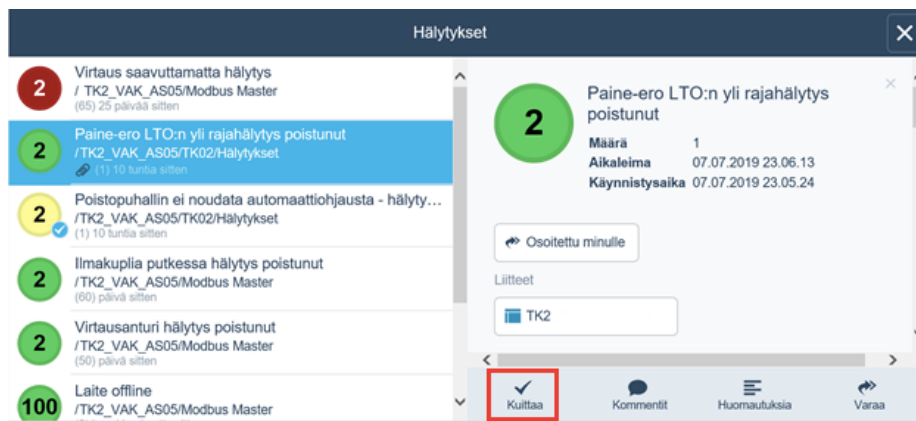 Hälytykset
2
Virtaus saavuttamatta hälytys
/ TK2_VAK_AS05/Modbus Master
(65) 25 päivää sitten
2
Paine-ero LTO:n yli rajahälytys poistunut
/TK2_VAK_AS05/TK02/Hälytykset
(1) 10 tuntia sitten
2
Poistopuhallin ei noudata automaattiohjausta - hälyty...
/TK2_VAK_AS05/TK02/Hälytykset
(1) 10 tuntia sitten
2
Ilmakuplia putkessa hälytys poistunut
/TK2_VAK_AS05/Modbus Master
(60) päivä sitten
2
Virtausanturi hälytys poistunut
/TK2_VAK_AS05/Modbus Master
(50) päivä sitten
100
Laite offline
/TK2_VAK_AS05/Modbus Master
2
Paine-ero LTO:n yli rajahälytys
poistunut
Määrä 1
Aikaleima 07.07.2019 23.06.13
Käynnistysaika 07.07.2019 23.05.24
Osoitettu minulle
Liitteet
TK2
Kuittaa
Kommentit
Huomautuksia
Varaa